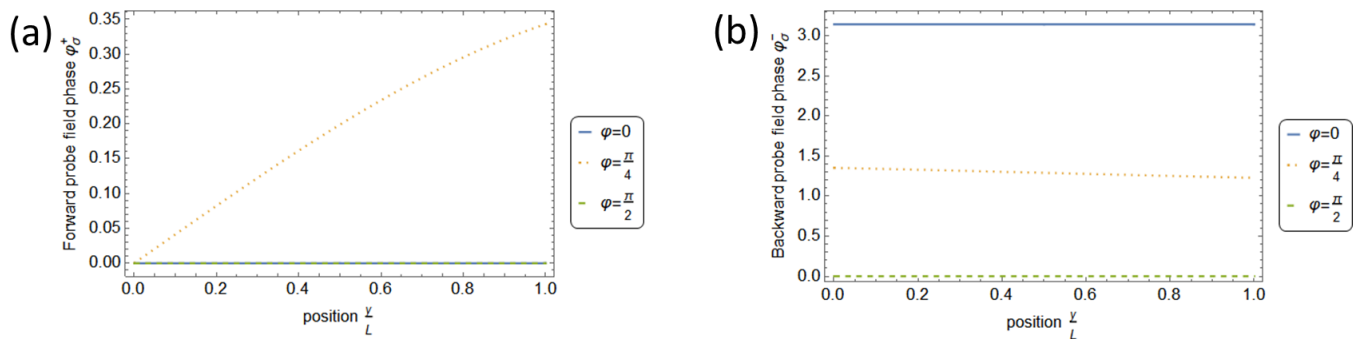 (a)
Forward probe field phase φ_σ^+
0.35
0.30
0.25
0.20
0.15
0.10
0.05
0.00
0.0 0.2 0.4 0.6 0.8 1.0
position y/L
φ=0
φ=π/4
φ=π/2
(b)
Backward probe field phase φ_σ^-
3.0
2.5
2.0
1.5
1.0
0.5
0.0
0.0 0.2 0.4 0.6 0.8 1.0
position y/L
φ=0
φ=π/4
φ=π/2